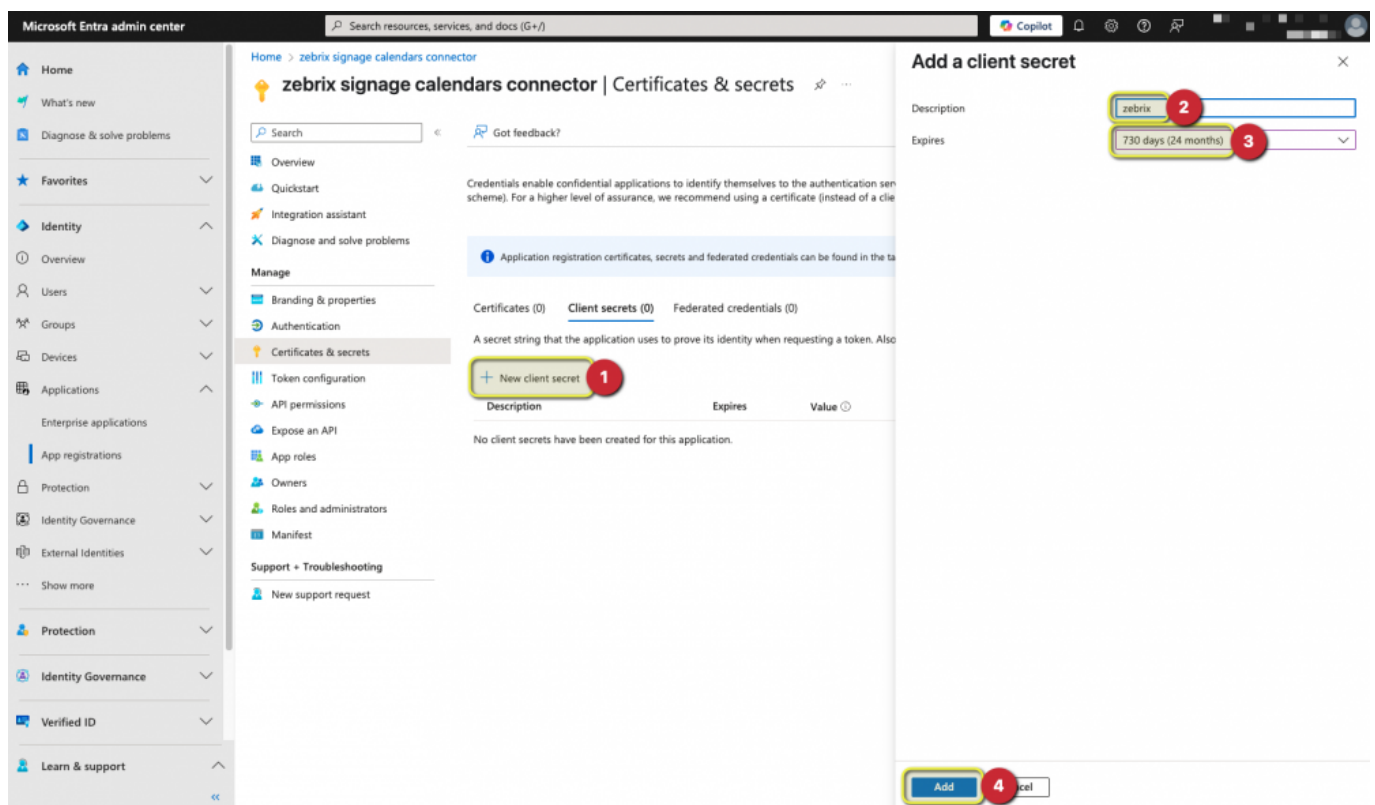 Microsoft Entra admin center
Search resources, services, and docs (G+/)
Copilot
Home
What's new
Diagnose & solve problems
Favorites
Identity
Overview
Users
Groups
Devices
Applications
Enterprise applications
App registrations
Protection
Identity Governance
External Identities
Show more
Protection
Identity Governance
Verified ID
Learn & support
Home > zebrix signage calendars connector
zebrix signage calendars connector | Certificates & secrets
Search
Overview
Quickstart
Integration assistant
Diagnose and solve problems
Manage
Branding & properties
Authentication
Certificates & secrets
Token configuration
API permissions
Expose an API
App roles
Owners
Roles and administrators
Manifest
Support + Troubleshooting
New support request
Got feedback?
Credentials enable confidential applications to identify themselves to the authentication ser
scheme). For a higher level of assurance, we recommend using a certificate (instead of a clie
Application registration certificates, secrets and federated credentials can be found in the ta
Certificates (0) Client secrets (0) Federated credentials (0)
A secret string that the application uses to prove its identity when requesting a token. Also
+ New client secret 1
Description Expires Value
No client secrets have been created for this application.
Add a client secret
Description zebrix 2
Expires 730 days (24 months) 3
Add 4 cel